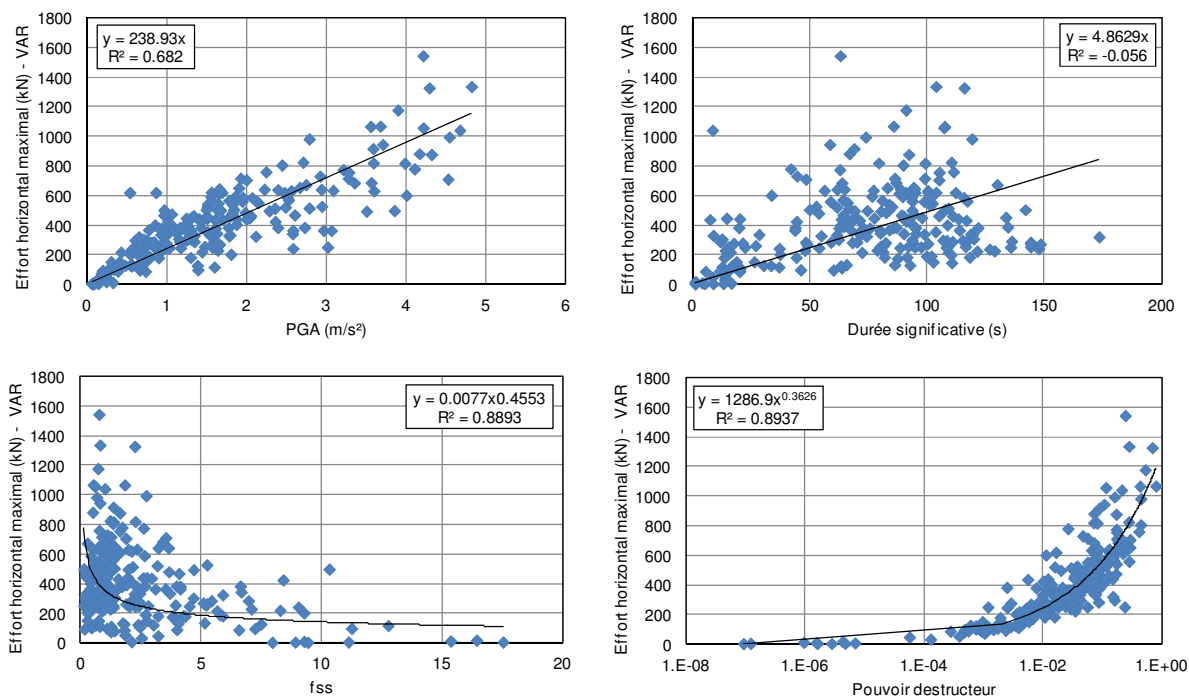 1800
1600
1400
1200
1000
800
600
400
200
0
Effort horizontal maximal (kN) - VAR
y = 238.93x
R² = 0.682
0 1 2 3 4 5 6
PGA (m/s²)
1800
1600
1400
1200
1000
800
600
400
200
0
Effort horizontal maximal (kN) - VAR
y = 4.8629x
R² = -0.056
0 50 100 150 200
Durée significative (s)
1800
1600
1400
1200
1000
800
600
400
200
0
Effort horizontal maximal (kN) - VAR
y = 0.0077x0.4553
R² = 0.8893
0 5 10 15 20
fss
1800
1600
1400
1200
1000
800
600
400
200
0
Effort horizontal maximal (kN) - VAR
y = 1286.9x^0.3626
R² = 0.8937
1.E-08 1.E-06 1.E-04 1.E-02 1.E+00
Pouvoir destructeur